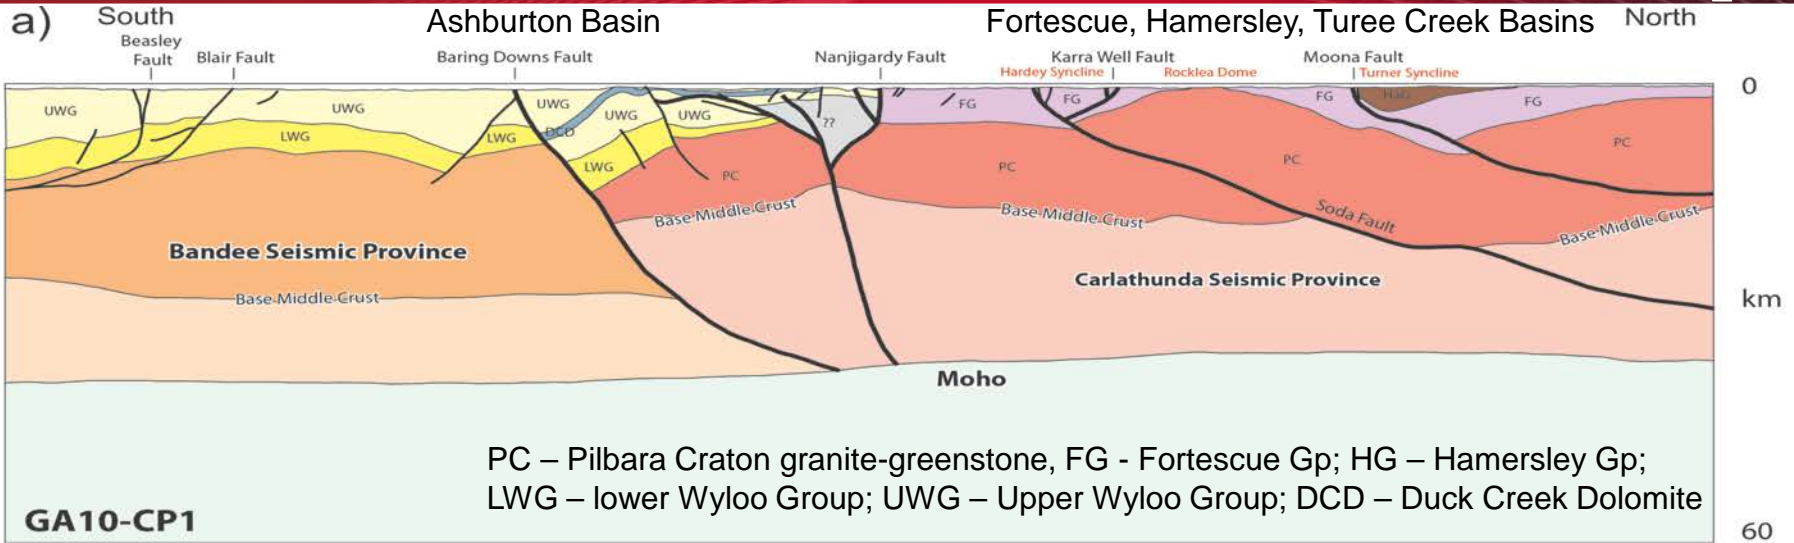 a) South Ashburton Basin Fortescue, Hamersley, Turee Creek Basins North
Beasley
Fault Blair Fault Baring Downs Fault Nanjigardy Fault Karra Well Fault Moona Fault
Hardey Syncline Rocklea Dome Turner Syncline
0
UWG UWG UWG UWG UWG FG FG FG FG
LWG LWG DCD LWG ??
PC PC PC PC
Base Middle Crust Base Middle Crust Soda Fault Base Middle Crust
Bandee Seismic Province Carlathunda Seismic Province
Base Middle Crust
km
Moho
PC – Pilbara Craton granite-greenstone, FG - Fortescue Gp; HG – Hamersley Gp;
LWG – lower Wyloo Group; UWG – Upper Wyloo Group; DCD – Duck Creek Dolomite
GA10-CP1
60